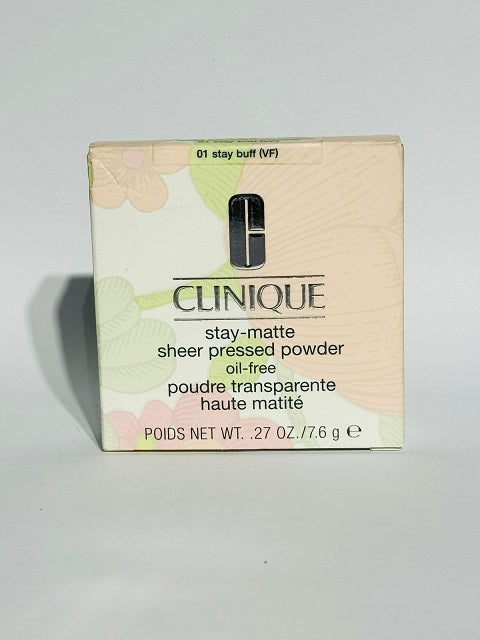 01 stay buff (VF)
CLINIQUE
stay-matte
sheer pressed powder
oil-free
poudre transparente
haute matité
POIDS NET WT. .27 OZ./7.6 g ℮